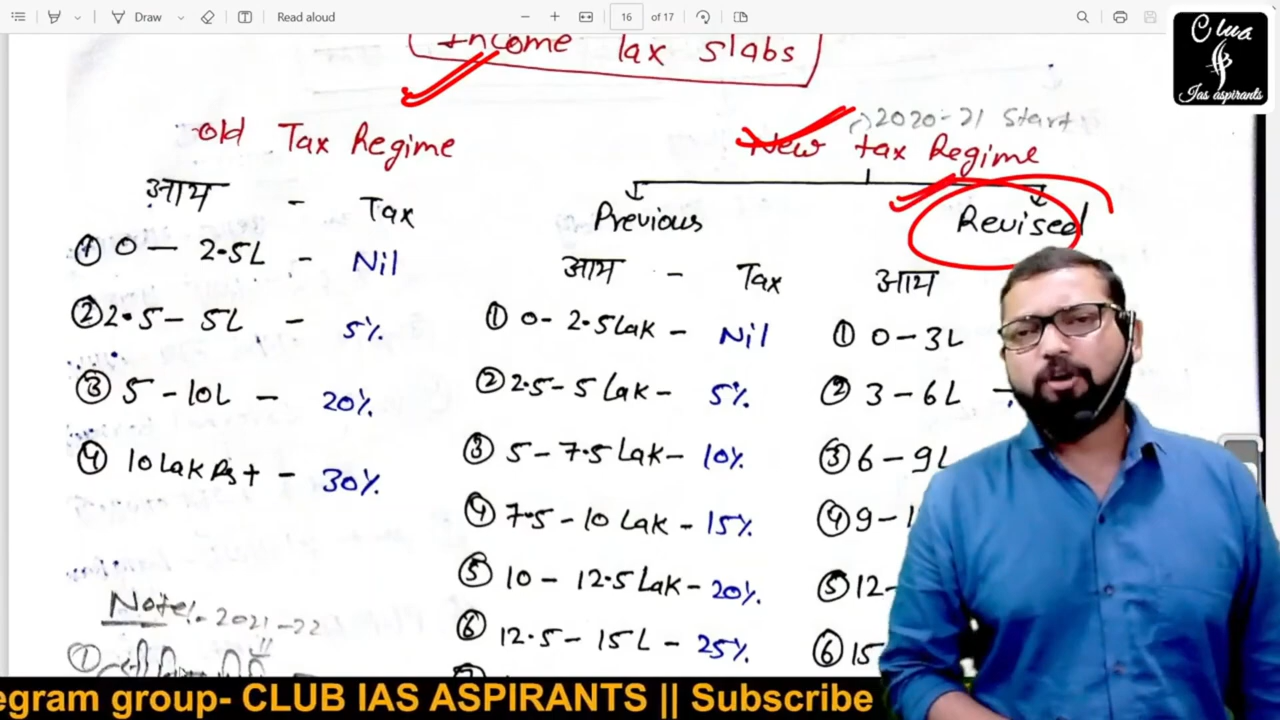 Draw
Read aloud
16 of 17
Club
Ias aspirants
Income Tax Slabs
Old Tax Regime
आय - Tax
① 0 — 2.5L - Nil
② 2.5 - 5L - 5%
③ 5 - 10L - 20%
④ 10 Lak Rs + - 30%
Note:- 2021-22
①
2020-21 Start
New tax Regime
Previous
आय - Tax
① 0 - 2.5 Lak - Nil
② 2.5 - 5 Lak - 5%
③ 5 - 7.5 Lak - 10%
④ 7.5 - 10 Lak - 15%
⑤ 10 - 12.5 Lak - 20%
⑥ 12.5 - 15 L - 25%
Revised
आय
① 0 - 3L
② 3 - 6L -
③ 6 - 9L
④ 9 - 1
⑤ 12 -
⑥ 15
egram group- CLUB IAS ASPIRANTS || Subscribe